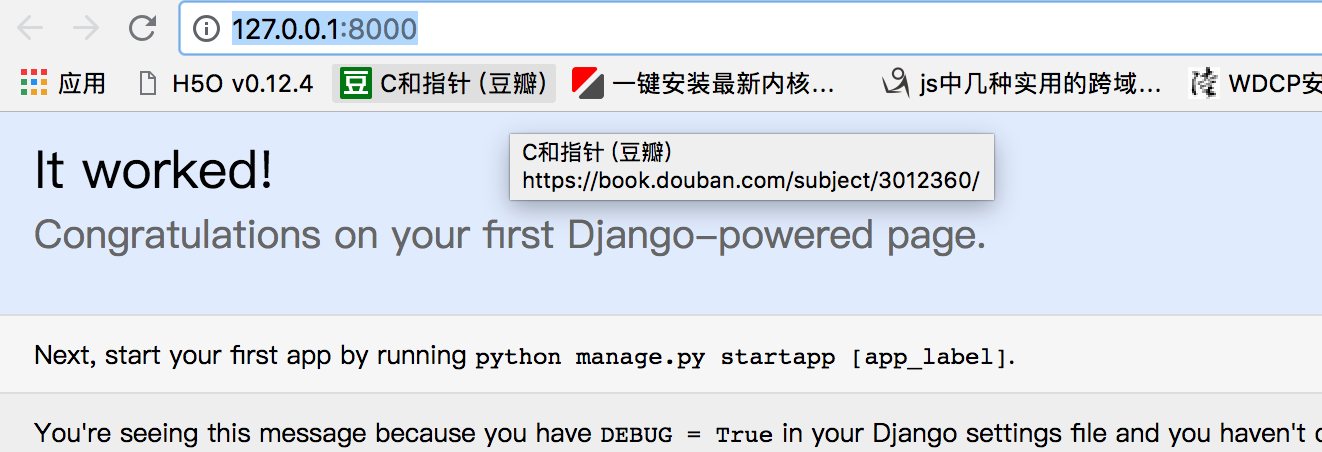 127.0.0.1:8000
应用 H5O v0.12.4 豆 C和指针 (豆瓣) 一键安装最新内核... js中几种实用的跨域... WDCP安
It worked!
C和指针 (豆瓣)
https://book.douban.com/subject/3012360/
Congratulations on your first Django-powered page.
Next, start your first app by running python manage.py startapp [app_label].
You're seeing this message because you have DEBUG = True in your Django settings file and you haven't